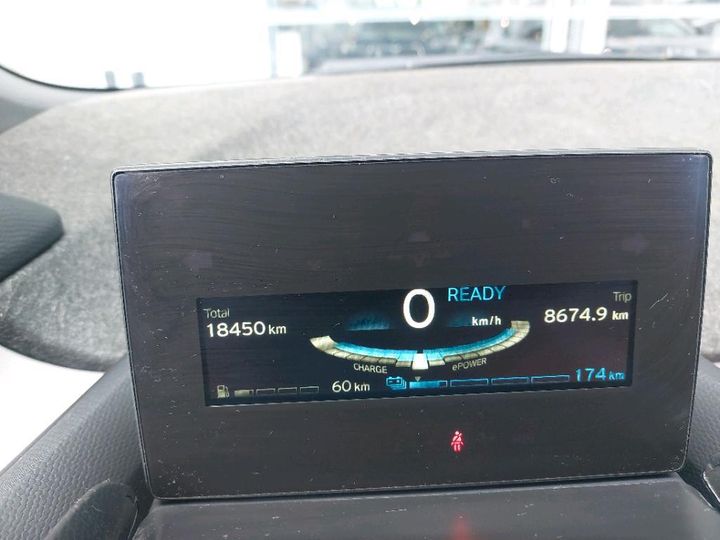 0 READY
km/h
Total
18450 km
Trip
8674.9 km
CHARGE
ePOWER
60 km
174 km